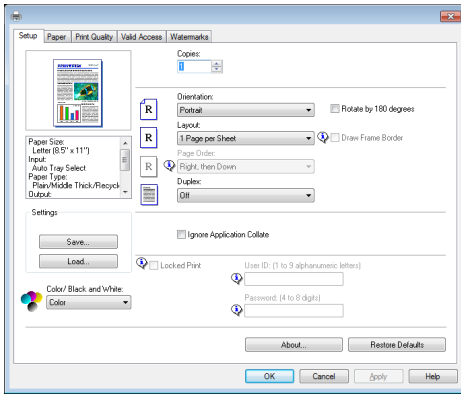 Setup
Paper
Print Quality
Valid Access
Watermarks
Copies:
1
Orientation:
R
Portrait
Rotate by 180 degrees
Layout:
R
1 Page per Sheet
Draw Frame Border
Page Order:
R
Right, then Down
Duplex:
Off
Paper Size:
Letter (8.5" x 11")
Input:
Auto Tray Select
Paper Type:
Plain/Middle Thick/Recycl
Output:
Settings
Save...
Load...
Ignore Application Collate
Locked Print
User ID: (1 to 9 alphanumeric letters)
Password: (4 to 8 digits)
Color/ Black and White:
Color
About...
Restore Defaults
OK
Cancel
Apply
Help